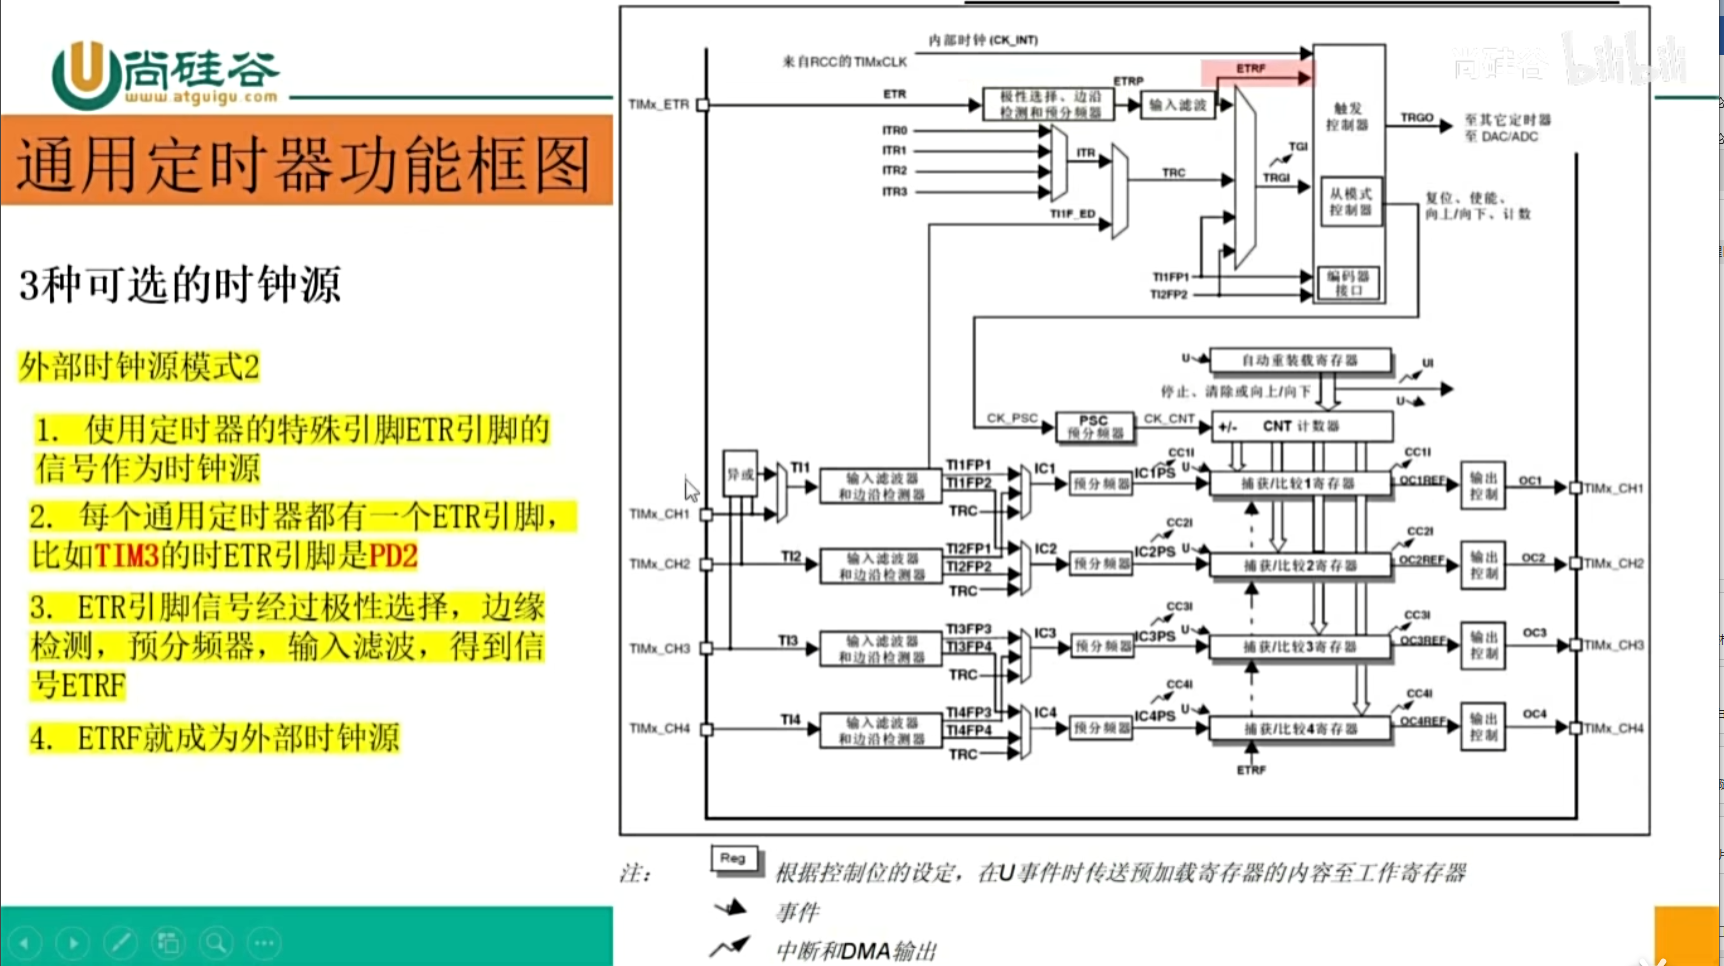 尚硅谷
www.atguigu.com
通用定时器功能框图
3种可选的时钟源
外部时钟源模式2
1. 使用定时器的特殊引脚ETR引脚的
信号作为时钟源
2. 每个通用定时器都有一个ETR引脚,
比如TIM3的时ETR引脚是PD2
3. ETR引脚信号经过极性选择, 边缘
检测, 预分频器, 输入滤波, 得到信
号ETRF
4. ETRF就成为外部时钟源
尚硅谷 bilibili
内部时钟 (CK_INT)
来自RCC的TIMxCLK
ETRF
TIMx_ETR
ETR
极性选择、边沿
检测和预分频器
ETRP
输入滤波
触发
控制器
TRGO
至其它定时器
至 DAC/ADC
ITR0
ITR1
ITR2
ITR3
ITR
TRC
TI1F_ED
TGI
TRGI
从模式
控制器
复位、使能、
向上/向下、计数
TI1FP1
TI2FP2
编码器
接口
U
自动重装载寄存器
UI
停止、清除或向上/向下
U
CK_PSC
PSC
预分频器
CK_CNT
+/-
CNT 计数器
异或
TI1
输入滤波器
和边沿检测器
TI1FP1
TI1FP2
TRC
IC1
预分频器
IC1PS
CC1I
U
捕获/比较1寄存器
CC1I
OC1REF
输出
控制
OC1
TIMx_CH1
TIMx_CH1
TIMx_CH2
TI2
输入滤波器
和边沿检测器
TI2FP1
TI2FP2
TRC
IC2
预分频器
IC2PS
CC2I
U
捕获/比较2寄存器
CC2I
OC2REF
输出
控制
OC2
TIMx_CH2
TIMx_CH3
TI3
输入滤波器
和边沿检测器
TI3FP3
TI3FP4
TRC
IC3
预分频器
IC3PS
CC3I
U
捕获/比较3寄存器
CC3I
OC3REF
输出
控制
OC3
TIMx_CH3
TIMx_CH4
TI4
输入滤波器
和边沿检测器
TI4FP3
TI4FP4
TRC
IC4
预分频器
IC4PS
CC4I
U
捕获/比较4寄存器
CC4I
OC4REF
输出
控制
OC4
TIMx_CH4
ETRF
注:
Reg
根据控制位的设定, 在U事件时传送预加载寄存器的内容至工作寄存器
事件
中断和DMA输出